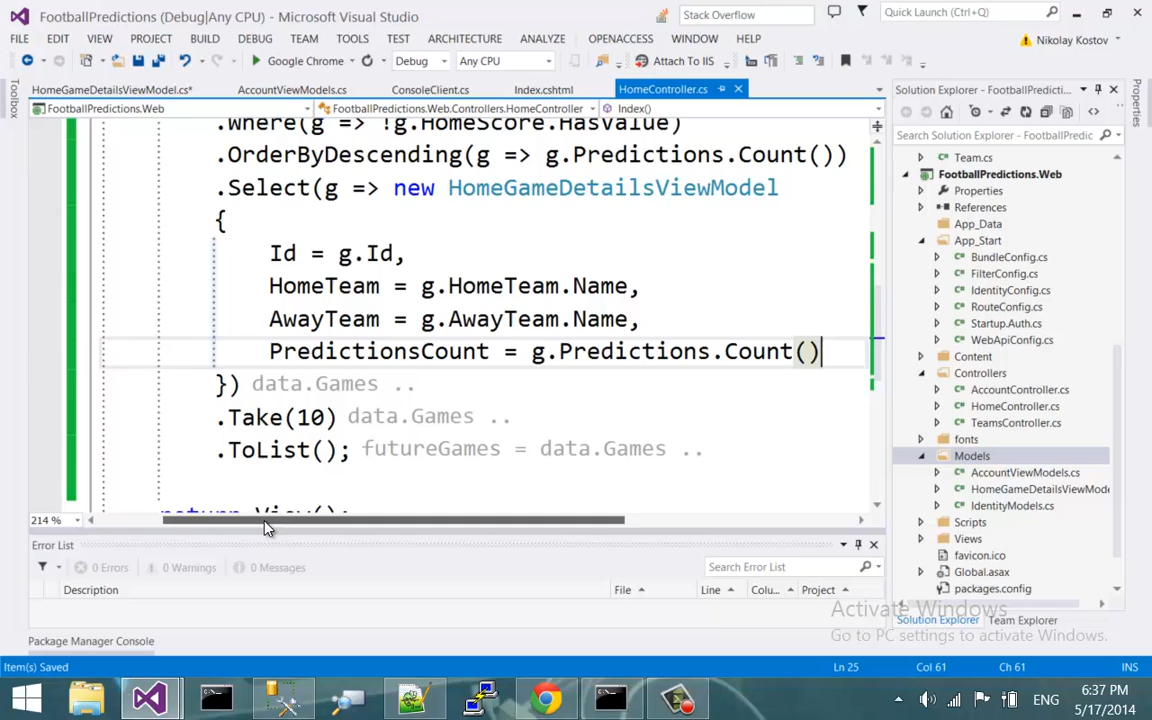 FootballPredictions (Debug|Any CPU) - Microsoft Visual Studio
Stack Overflow
Quick Launch (Ctrl+Q)
FILE EDIT VIEW PROJECT BUILD DEBUG TEAM TOOLS TEST ARCHITECTURE ANALYZE OPENACCESS WINDOW HELP
Nikolay Kostov
Google Chrome
Debug
Any CPU
Attach To IIS
Toolbox
HomeGameDetailsViewModel.cs*
AccountViewModels.cs
ConsoleClient.cs
Index.cshtml
HomeController.cs
FootballPredictions.Web
FootballPredictions.Web.Controllers.HomeController
Index()
.Where(g => !g.HomeScore.HasValue)
.OrderByDescending(g => g.Predictions.Count())
.Select(g => new HomeGameDetailsViewModel
{
Id = g.Id,
HomeTeam = g.HomeTeam.Name,
AwayTeam = g.AwayTeam.Name,
PredictionsCount = g.Predictions.Count()
}) data.Games ..
.Take(10) data.Games ..
.ToList(); futureGames = data.Games ..
return View();
214 %
Solution Explorer - FootballPredicti...
Search Solution Explorer - FootballPredic
Team.cs
FootballPredictions.Web
Properties
References
App_Data
App_Start
BundleConfig.cs
FilterConfig.cs
IdentityConfig.cs
RouteConfig.cs
Startup.Auth.cs
WebApiConfig.cs
Content
Controllers
AccountController.cs
HomeController.cs
TeamsController.cs
fonts
Models
AccountViewModels.cs
HomeGameDetailsViewMode
IdentityModels.cs
Scripts
Views
favicon.ico
Global.asax
packages.config
Solution Explorer
Team Explorer
Properties
Error List
0 Errors
0 Warnings
0 Messages
Search Error List
Description
File
Line
Colu...
Project
Activate Windows
Go to PC settings to activate Windows.
Package Manager Console
Item(s) Saved
Ln 25
Col 61
Ch 61
INS
ENG
6:37 PM
5/17/2014